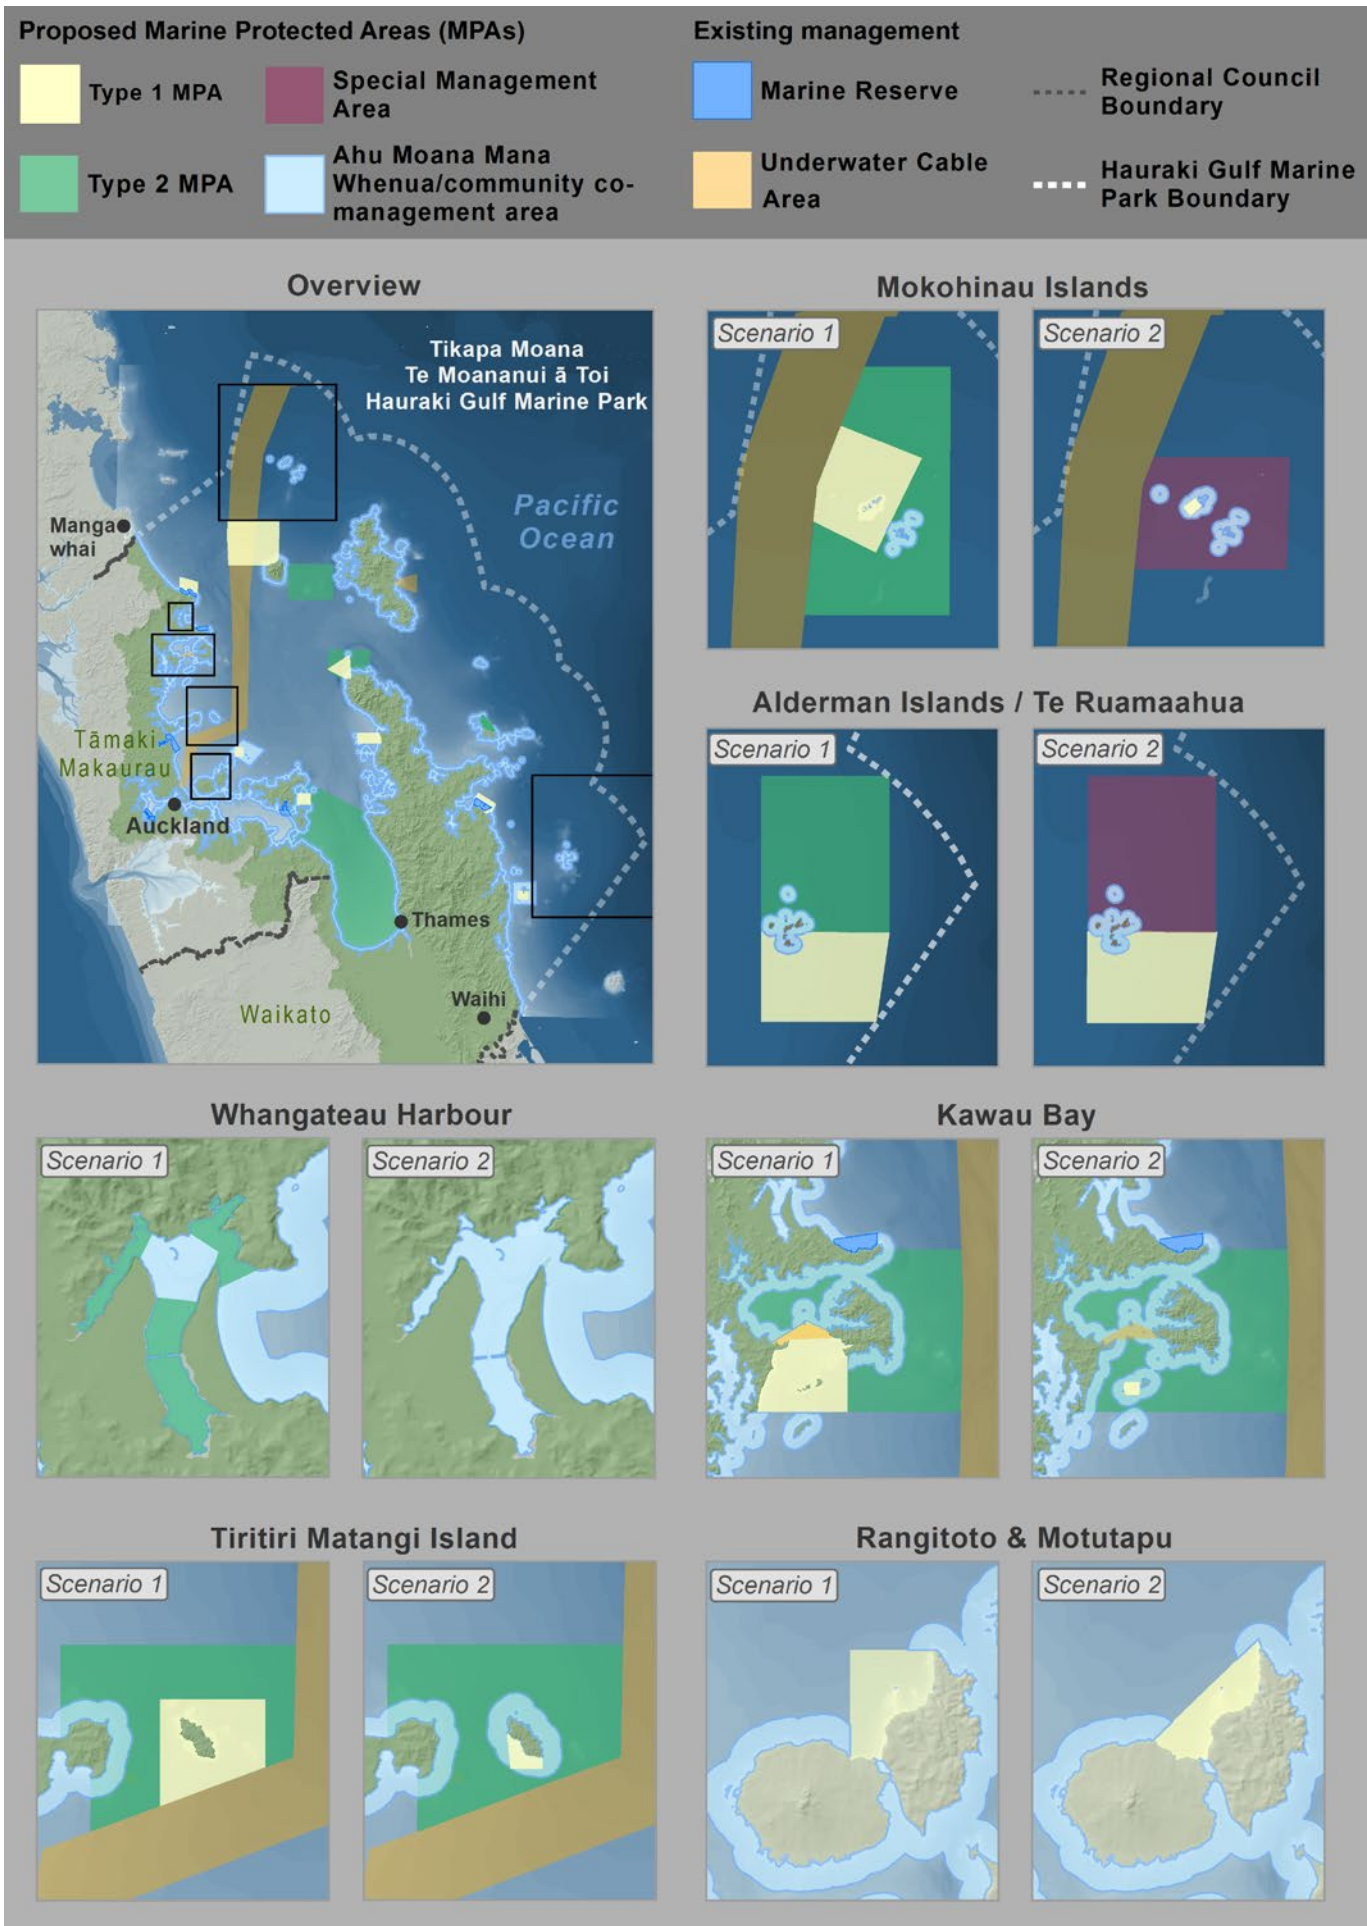 Proposed Marine Protected Areas (MPAs)
Type 1 MPA
Special Management
Area
Type 2 MPA
Ahu Moana Mana
Whenua/community co-
management area
Existing management
Marine Reserve
Regional Council
Boundary
Underwater Cable
Area
Hauraki Gulf Marine
Park Boundary
Overview
Tikapa Moana
Te Moananui ā Toi
Hauraki Gulf Marine Park
Pacific
Ocean
Manga
whai
Tāmaki
Makaurau
Auckland
Thames
Waihi
Waikato
Mokohinau Islands
Scenario 1
Scenario 2
Alderman Islands / Te Ruamaahua
Scenario 1
Scenario 2
Whangateau Harbour
Scenario 1
Scenario 2
Kawau Bay
Scenario 1
Scenario 2
Tiritiri Matangi Island
Scenario 1
Scenario 2
Rangitoto & Motutapu
Scenario 1
Scenario 2